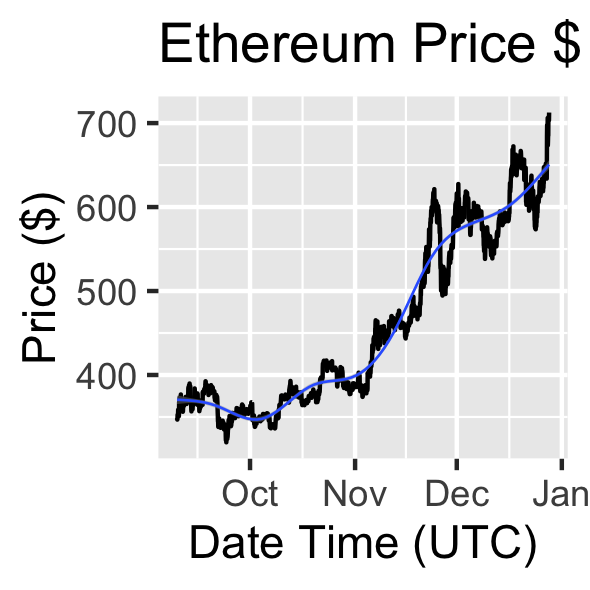 Ethereum Price $
Price ($)
700
600
500
400
Oct Nov Dec Jan
Date Time (UTC)